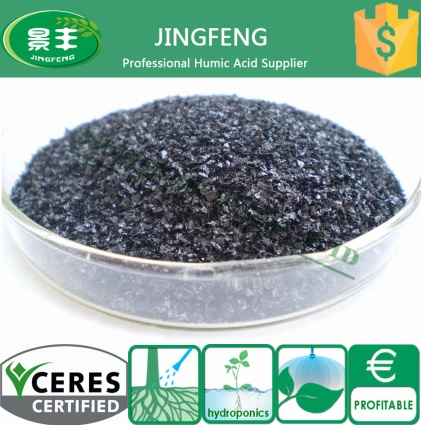 景丰
JINGFENG
JINGFENG
Professional Humic Acid Supplier
$
CERES
CERTIFIED
hydroponics
€
PROFITABLE